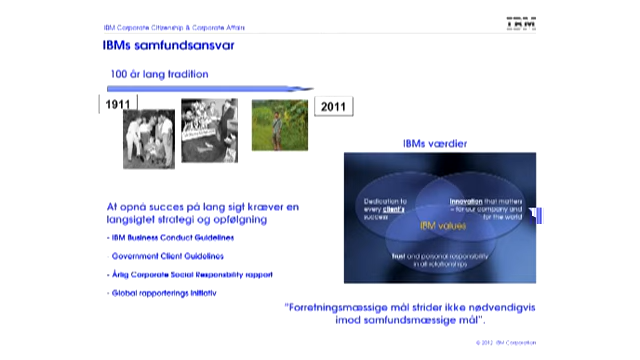 IBM Corporate Citizenship & Corporate Affairs
IBM
IBMs samfundsansvar
100 år lang tradition
1911
2011
IBMs værdier
Dedication to
every client's
success
Innovation that matters
– for our company and
for the world
IBM values
Trust and personal responsibility
in all relationships
At opnå succes på lang sigt kræver en
langsigtet strategi og opfølgning
- IBM Business Conduct Guidelines
- Government Client Guidelines
- Årlig Corporate Social Responsibility rapport
- Global rapporterings initiativ
"Forretningsmæssige mål strider ikke nødvendigvis
imod samfundsmæssige mål".
© 2012 IBM Corporation